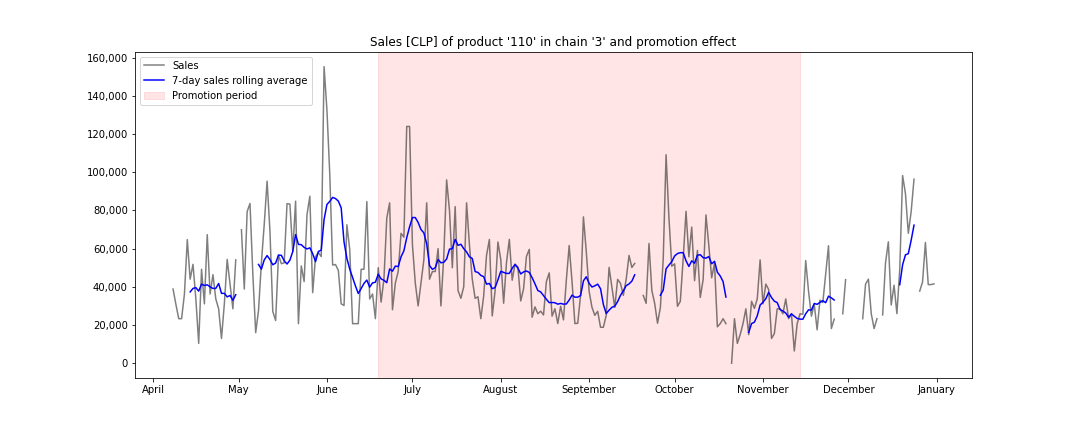 Sales [CLP] of product '110' in chain '3' and promotion effect
Sales
7-day sales rolling average
Promotion period
160,000
140,000
120,000
100,000
80,000
60,000
40,000
20,000
0
April May June July August September October November December January